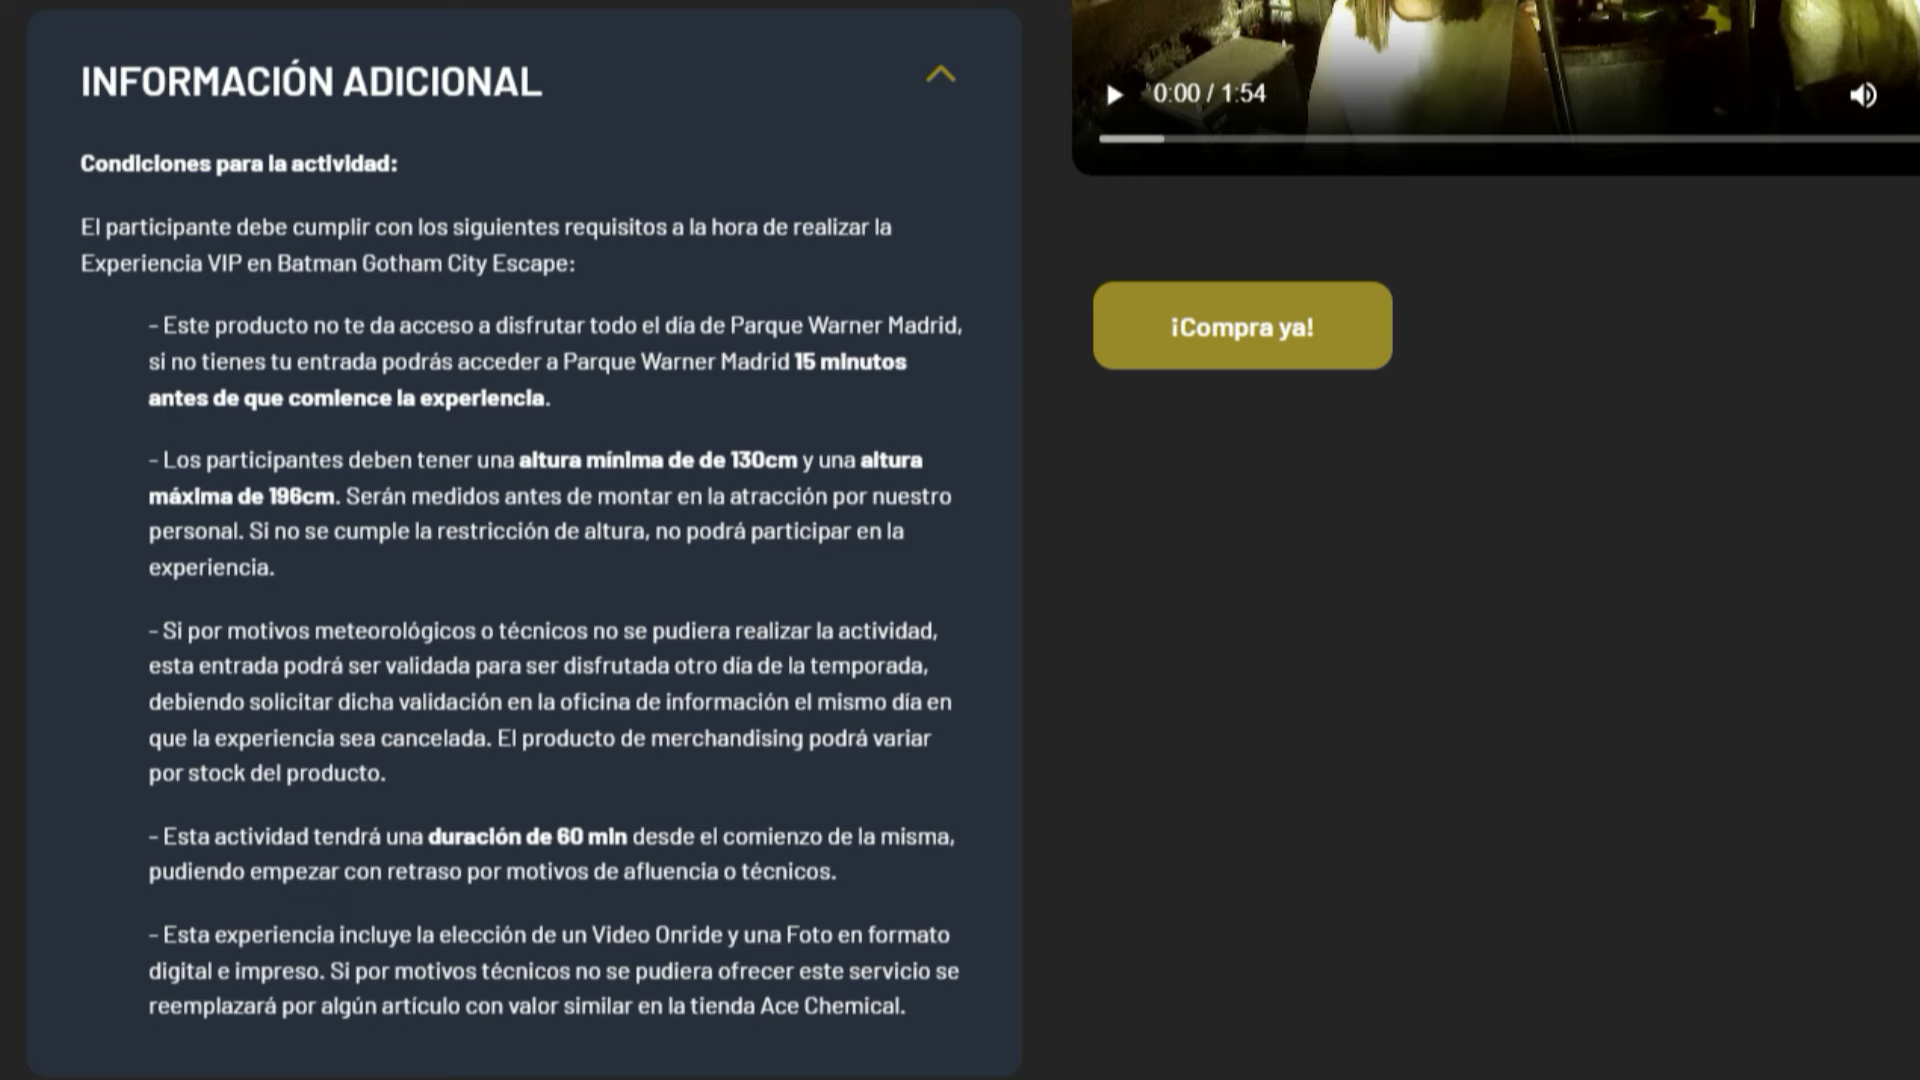 INFORMACIÓN ADICIONAL
Condiciones para la actividad:
El participante debe cumplir con los siguientes requisitos a la hora de realizar la
Experiencia VIP en Batman Gotham City Escape:
- Este producto no te da acceso a disfrutar todo el día de Parque Warner Madrid,
si no tienes tu entrada podrás acceder a Parque Warner Madrid 15 minutos
antes de que comience la experiencia.
- Los participantes deben tener una altura mínima de de 130cm y una altura
máxima de 196cm. Serán medidos antes de montar en la atracción por nuestro
personal. Si no se cumple la restricción de altura, no podrá participar en la
experiencia.
- Si por motivos meteorológicos o técnicos no se pudiera realizar la actividad,
esta entrada podrá ser validada para ser disfrutada otro día de la temporada,
debiendo solicitar dicha validación en la oficina de información el mismo día en
que la experiencia sea cancelada. El producto de merchandising podrá variar
por stock del producto.
- Esta actividad tendrá una duración de 60 min desde el comienzo de la misma,
pudiendo empezar con retraso por motivos de afluencia o técnicos.
- Esta experiencia incluye la elección de un Video Onride y una Foto en formato
digital e impreso. Si por motivos técnicos no se pudiera ofrecer este servicio se
reemplazará por algún artículo con valor similar en la tienda Ace Chemical.
0:00 / 1:54
¡Compra ya!